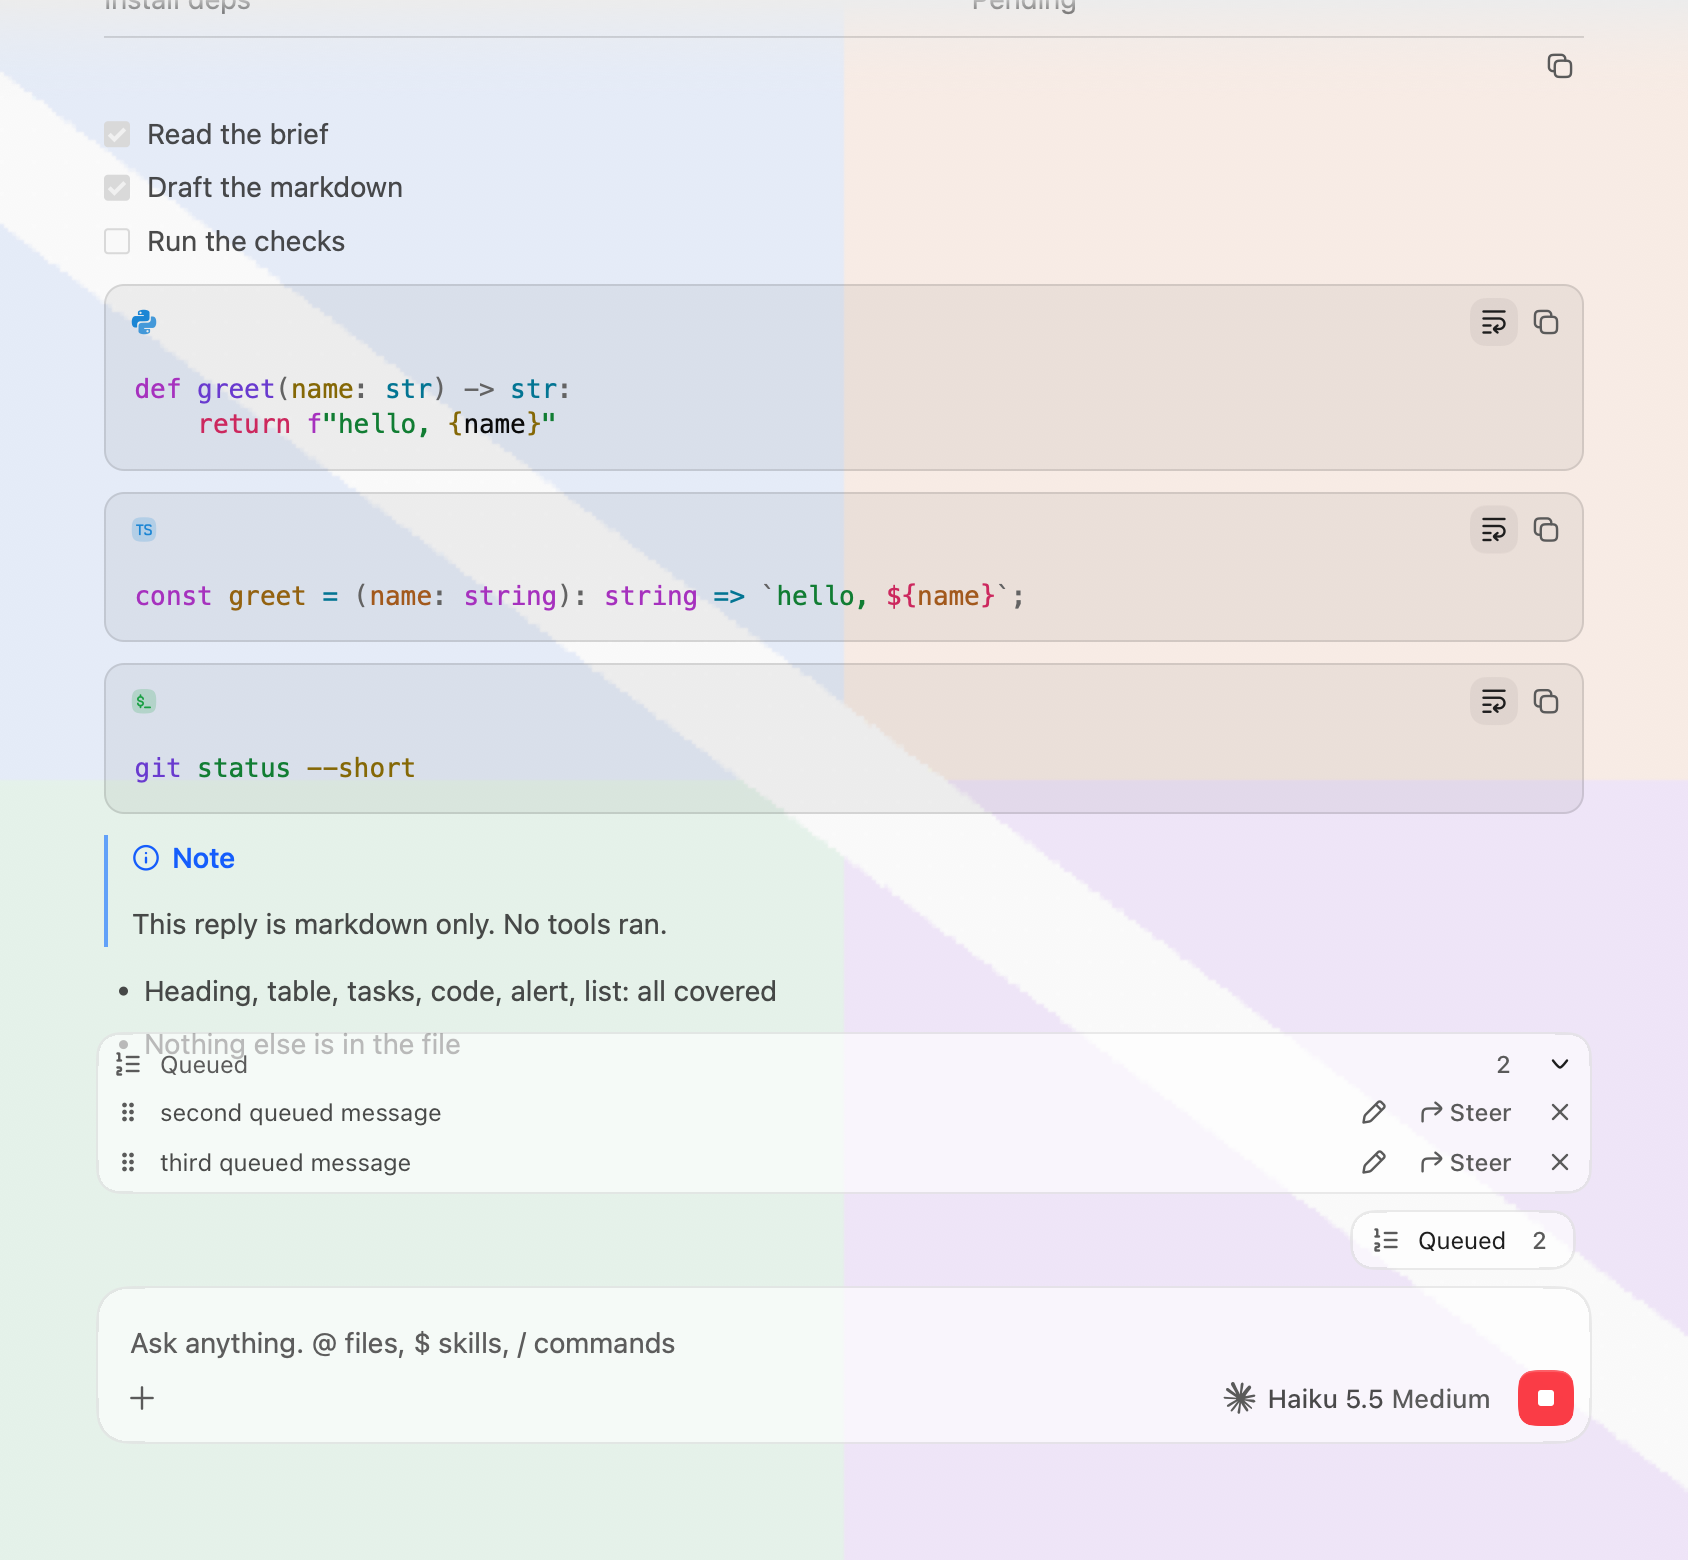 Install deps Pending
Read the brief
Draft the markdown
Run the checks
def greet(name: str) -> str:
    return f"hello, {name}"
TS
const greet = (name: string): string => `hello, ${name}`;
$_
git status --short
Note
This reply is markdown only. No tools ran.
• Heading, table, tasks, code, alert, list: all covered
• Nothing else is in the file
Queued 2
second queued message Steer
third queued message Steer
Queued 2
Ask anything. @ files, $ skills, / commands
Haiku 5.5 Medium